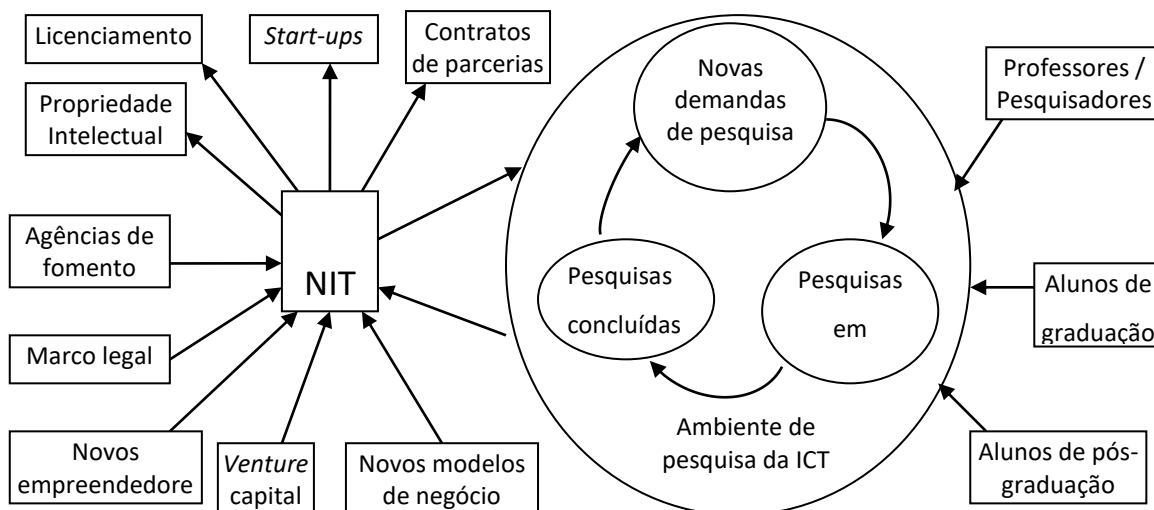 Licenciamento
Start-ups
Contratos
de parcerias
Propriedade
Intelectual
Agências de
fomento
Marco legal
Novos
empreendedore
Venture
capital
Novos modelos
de negócio
NIT
Novas
demandas
de pesquisa
Pesquisas
concluídas
Pesquisas
em
Ambiente de
pesquisa da ICT
Professores /
Pesquisadores
Alunos de
graduação
Alunos de pós-
graduação